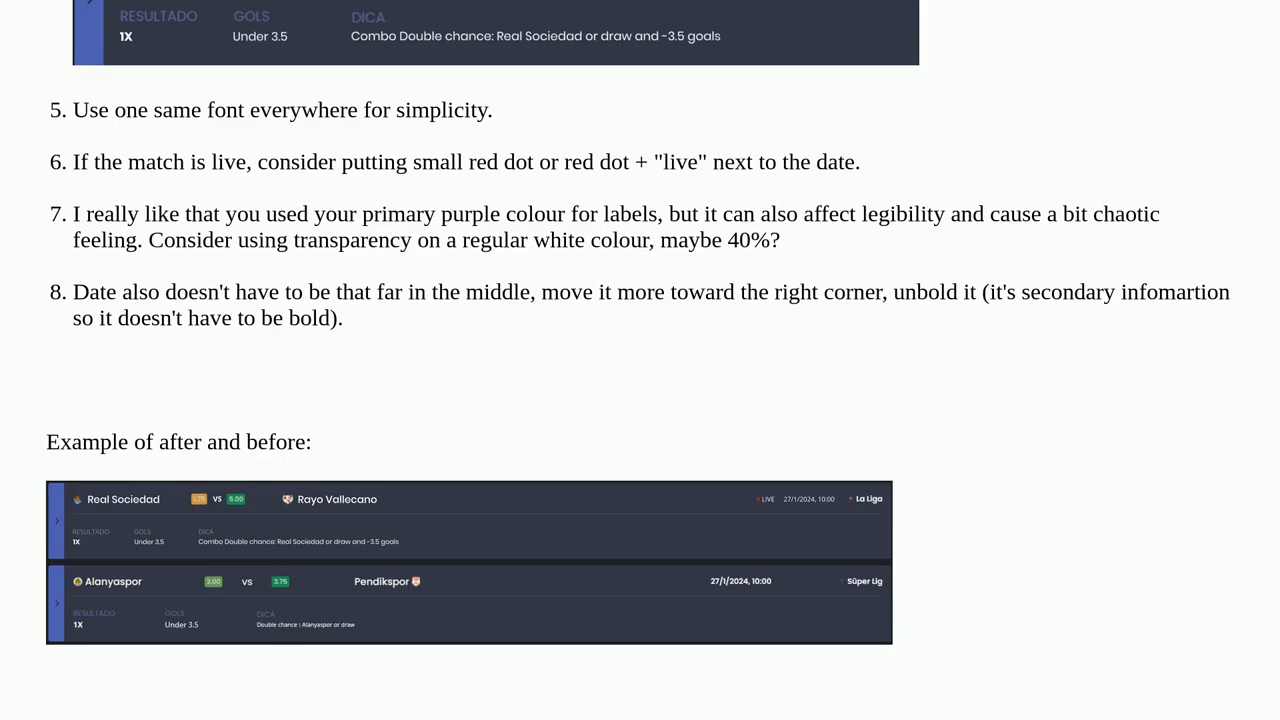 RESULTADO GOLS DICA
1X Under 3.5 Combo Double chance: Real Sociedad or draw and -3.5 goals
5. Use one same font everywhere for simplicity.
6. If the match is live, consider putting small red dot or red dot + "live" next to the date.
7. I really like that you used your primary purple colour for labels, but it can also affect legibility and cause a bit chaotic
feeling. Consider using transparency on a regular white colour, maybe 40%?
8. Date also doesn't have to be that far in the middle, move it more toward the right corner, unbold it (it's secondary infomartion
so it doesn't have to be bold).
Example of after and before:
Real Sociedad 1.75 VS 5.00 Rayo Vallecano LIVE 27/1/2024, 10:00 La Liga
RESULTADO GOLS DICA
1X Under 3.5 Combo Double chance: Real Sociedad or draw and -3.5 goals
Alanyaspor 2.00 VS 3.75 Pendikspor 27/1/2024, 10:00 Süper Lig
RESULTADO GOLS DICA
1X Under 3.5 Double chance : Alanyaspor or draw